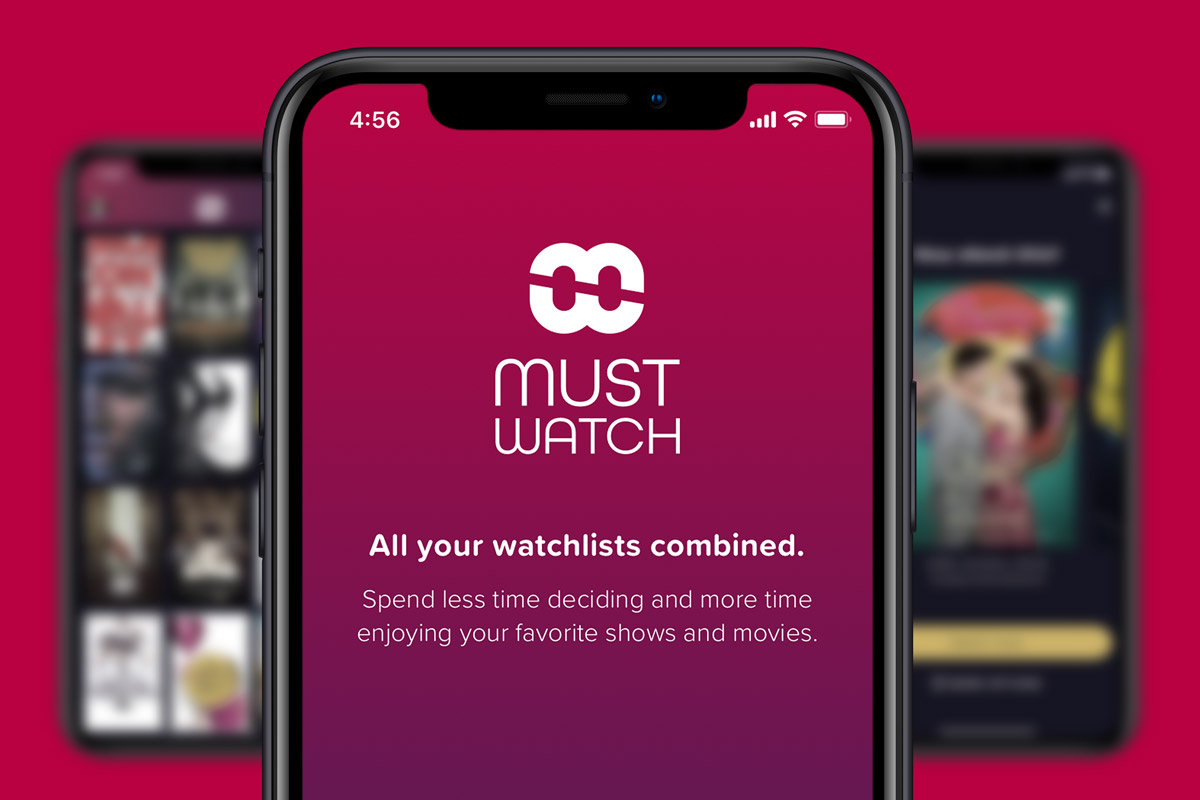 4:56
MUST
WATCH
All your watchlists combined.
Spend less time deciding and more time
enjoying your favorite shows and movies.